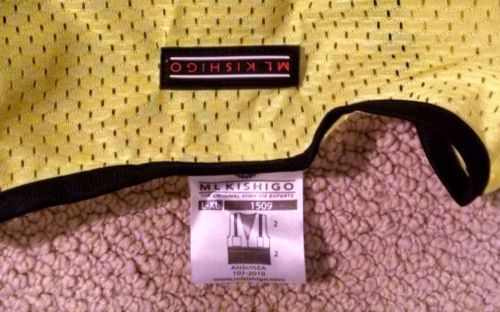 ML KISHIGO
ML KISHIGO
THE ORIGINAL HIGH VIZ EXPERTS
L-XL 1509
2
2
ANSI/ISEA
107-2010
www.mlkishigo.com